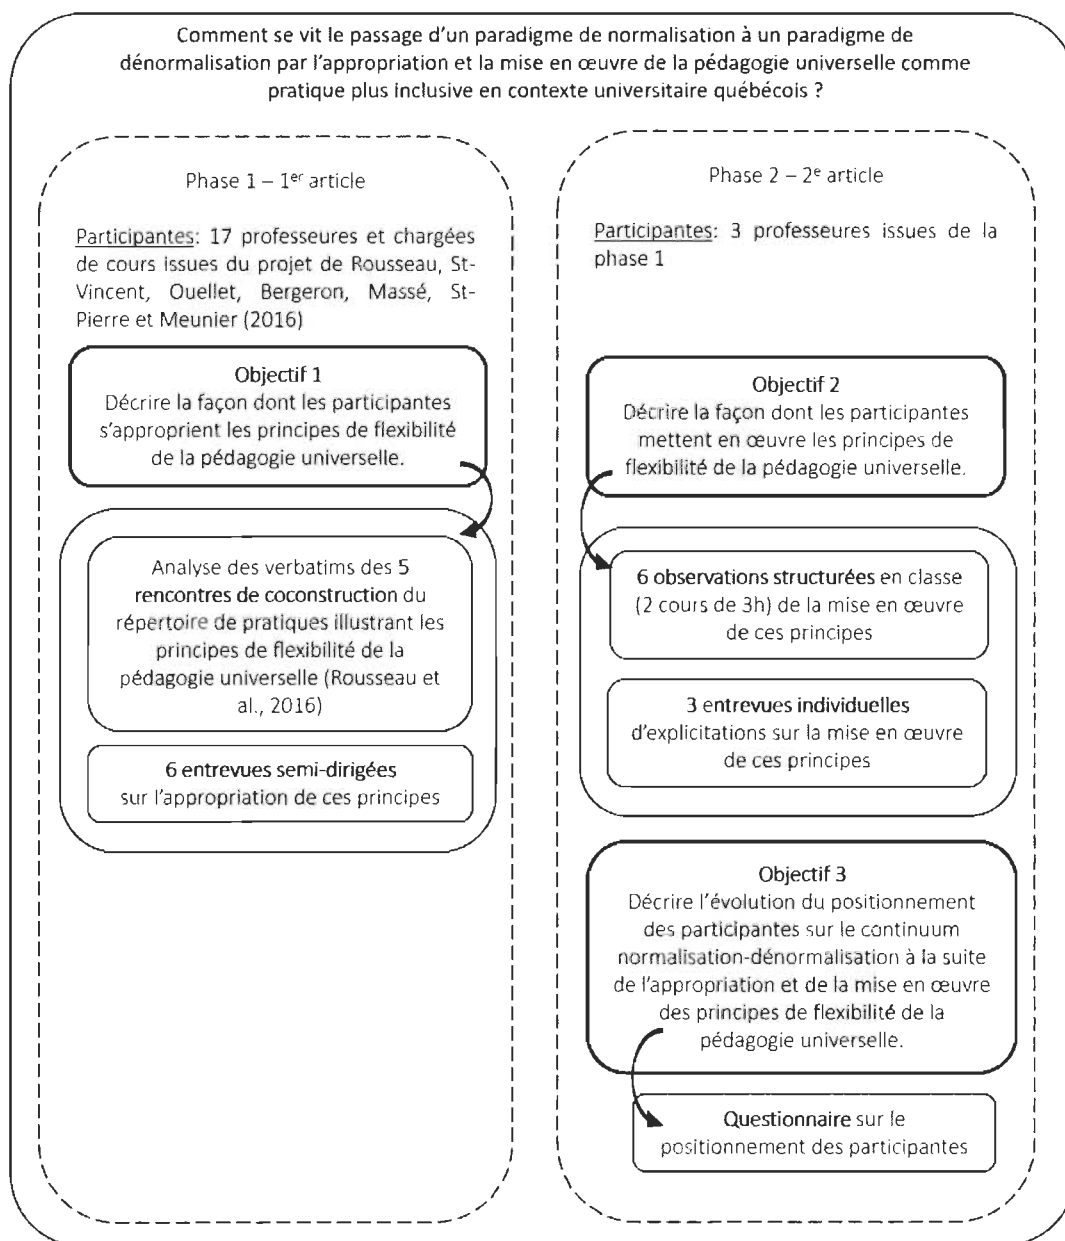 Comment se vit le passage d'un paradigme de normalisation à un paradigme de
dénormalisation par l'appropriation et la mise en œuvre de la pédagogie universelle comme
pratique plus inclusive en contexte universitaire québécois ?
Phase 1 – 1er article
Participantes: 17 professeures et chargées
de cours issues du projet de Rousseau, St-
Vincent, Ouellet, Bergeron, Massé, St-
Pierre et Meunier (2016)
Objectif 1
Décrire la façon dont les participantes
s'approprient les principes de flexibilité
de la pédagogie universelle.
Analyse des verbatims des 5
rencontres de coconstruction du
répertoire de pratiques illustrant les
principes de flexibilité de la
pédagogie universelle (Rousseau et
al., 2016)
6 entrevues semi-dirigées
sur l'appropriation de ces principes
Phase 2 – 2e article
Participantes: 3 professeures issues de la
phase 1
Objectif 2
Décrire la façon dont les participantes
mettent en œuvre les principes de
flexibilité de la pédagogie universelle.
6 observations structurées en classe
(2 cours de 3h) de la mise en œuvre
de ces principes
3 entrevues individuelles
d'explicitations sur la mise en œuvre
de ces principes
Objectif 3
Décrire l'évolution du positionnement
des participantes sur le continuum
normalisation-dénormalisation à la suite
de l'appropriation et de la mise en œuvre
des principes de flexibilité de la
pédagogie universelle.
Questionnaire sur le
positionnement des participantes